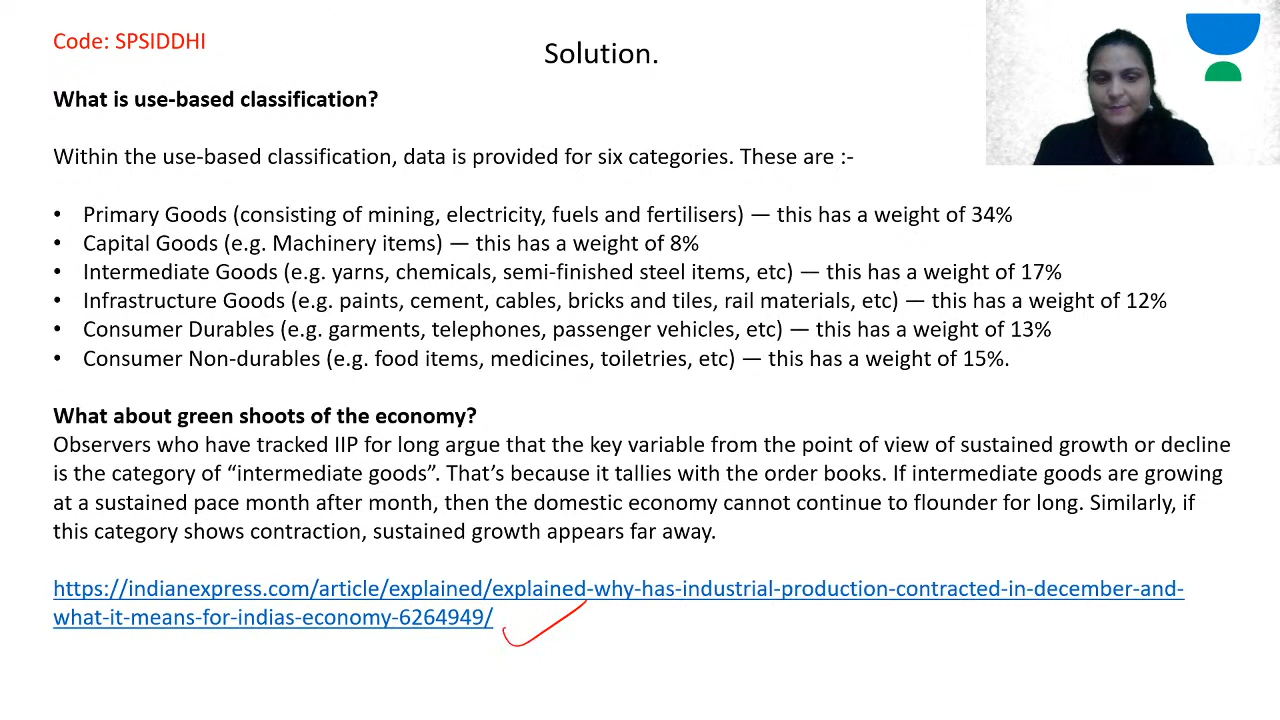 Code: SPSIDDHI
Solution.
What is use-based classification?
Within the use-based classification, data is provided for six categories. These are :-
• Primary Goods (consisting of mining, electricity, fuels and fertilisers) — this has a weight of 34%
• Capital Goods (e.g. Machinery items) — this has a weight of 8%
• Intermediate Goods (e.g. yarns, chemicals, semi-finished steel items, etc) — this has a weight of 17%
• Infrastructure Goods (e.g. paints, cement, cables, bricks and tiles, rail materials, etc) — this has a weight of 12%
• Consumer Durables (e.g. garments, telephones, passenger vehicles, etc) — this has a weight of 13%
• Consumer Non-durables (e.g. food items, medicines, toiletries, etc) — this has a weight of 15%.
What about green shoots of the economy?
Observers who have tracked IIP for long argue that the key variable from the point of view of sustained growth or decline
is the category of “intermediate goods”. That’s because it tallies with the order books. If intermediate goods are growing
at a sustained pace month after month, then the domestic economy cannot continue to flounder for long. Similarly, if
this category shows contraction, sustained growth appears far away.
https://indianexpress.com/article/explained/explained-why-has-industrial-production-contracted-in-december-and-
what-it-means-for-indias-economy-6264949/